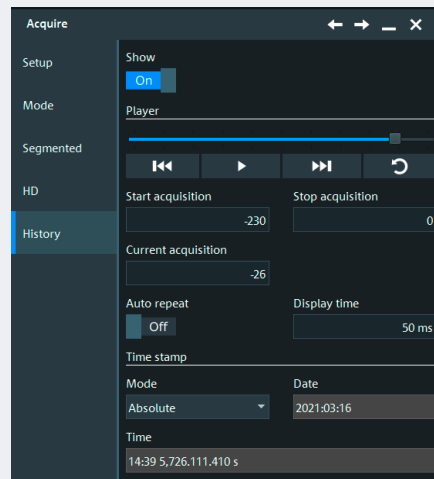 Acquire
Setup
Mode
Segmented
HD
History
Show
On
Player
Start acquisition
Stop acquisition
-230
0
Current acquisition
-26
Auto repeat
Display time
Off
50 ms
Time stamp
Mode
Date
Absolute
2021:03:16
Time
14:39 5,726.111.410 s